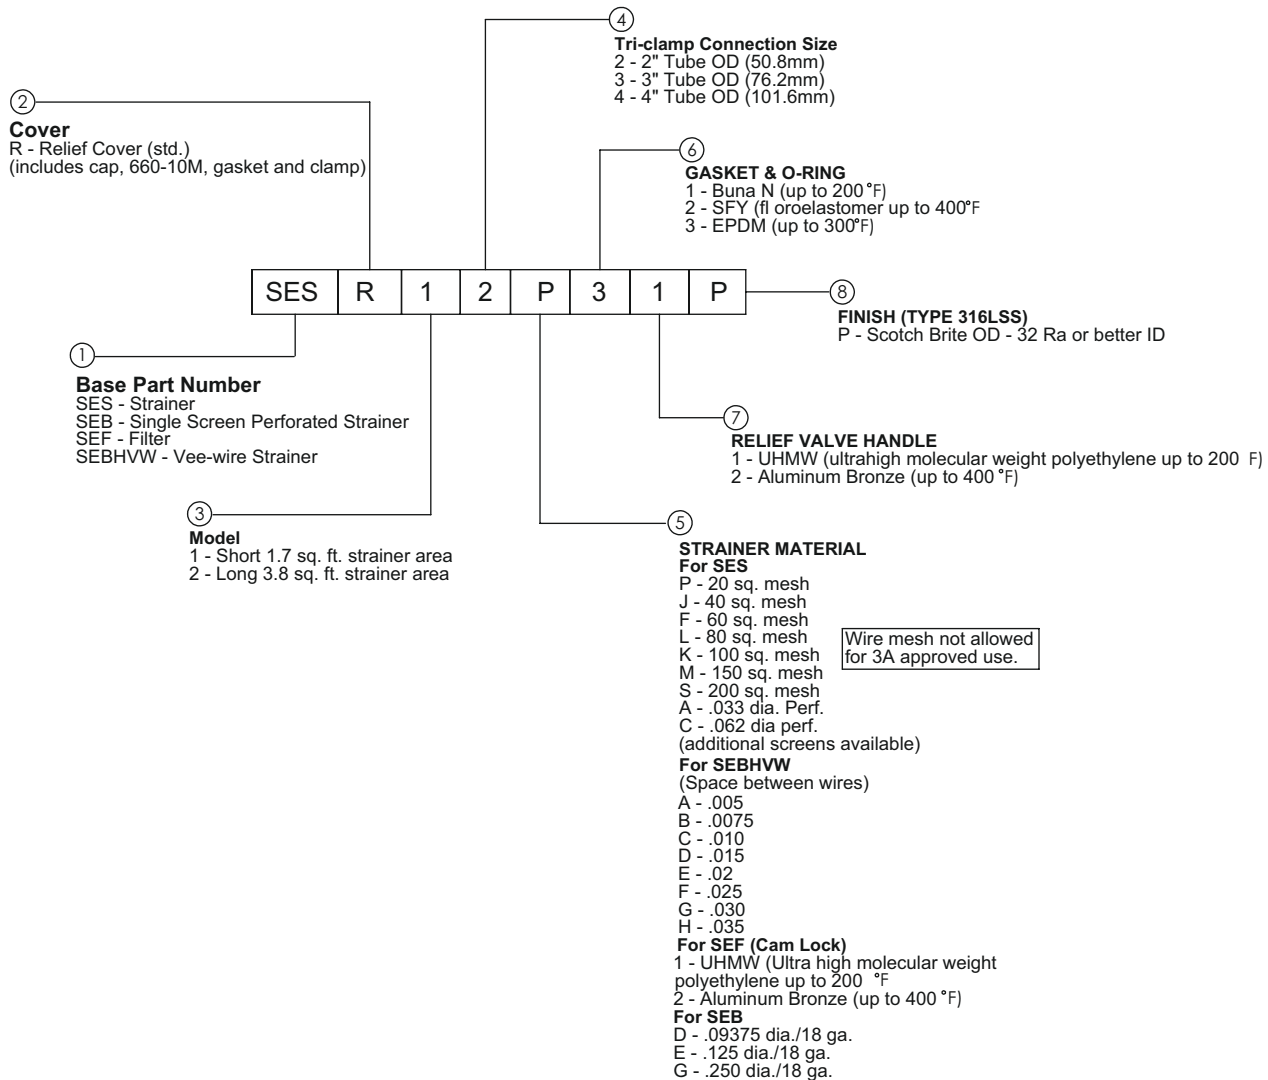 4
Tri-clamp Connection Size
2 - 2" Tube OD (50.8mm)
3 - 3" Tube OD (76.2mm)
4 - 4" Tube OD (101.6mm)
2
Cover
R - Relief Cover (std.)
(includes cap, 660-10M, gasket and clamp)
6
GASKET & O-RING
1 - Buna N (up to 200°F)
2 - SFY (fl oroelastomer up to 400°F
3 - EPDM (up to 300°F)
SES R 1 2 P 3 1 P
8
FINISH (TYPE 316LSS)
P - Scotch Brite OD - 32 Ra or better ID
1
Base Part Number
SES - Strainer
SEB - Single Screen Perforated Strainer
SEF - Filter
SEBHVW - Vee-wire Strainer
7
RELIEF VALVE HANDLE
1 - UHMW (ultrahigh molecular weight polyethylene up to 200 F)
2 - Aluminum Bronze (up to 400°F)
3
Model
1 - Short 1.7 sq. ft. strainer area
2 - Long 3.8 sq. ft. strainer area
5
STRAINER MATERIAL
For SES
P - 20 sq. mesh
J - 40 sq. mesh
F - 60 sq. mesh
L - 80 sq. mesh
K - 100 sq. mesh
M - 150 sq. mesh
S - 200 sq. mesh
A - .033 dia. Perf.
C - .062 dia perf.
(additional screens available)
Wire mesh not allowed
for 3A approved use.
For SEBHVW
(Space between wires)
A - .005
B - .0075
C - .010
D - .015
E - .02
F - .025
G - .030
H - .035
For SEF (Cam Lock)
1 - UHMW (Ultra high molecular weight
polyethylene up to 200 °F
2 - Aluminum Bronze (up to 400°F)
For SEB
D - .09375 dia./18 ga.
E - .125 dia./18 ga.
G - .250 dia./18 ga.